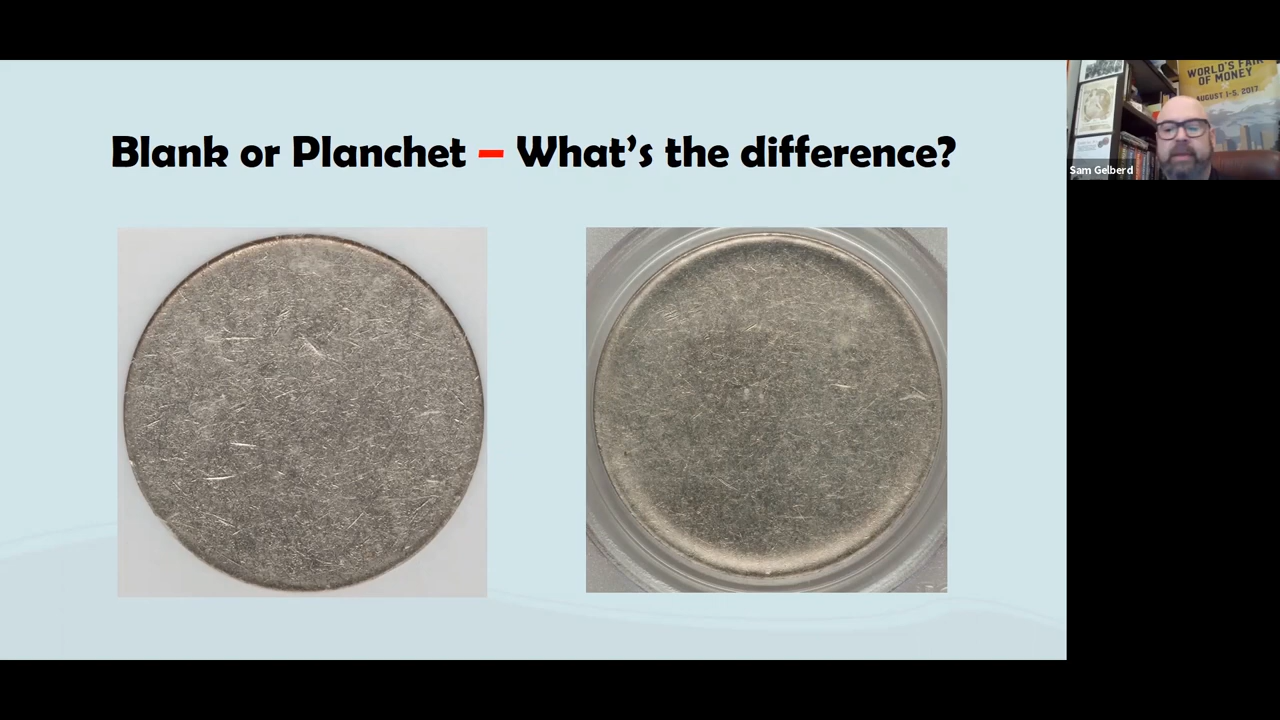 Blank or Planchet – What's the difference?
WORLD'S FAIR
OF MONEY
AUGUST 1-5, 2017
Sam Gelberd